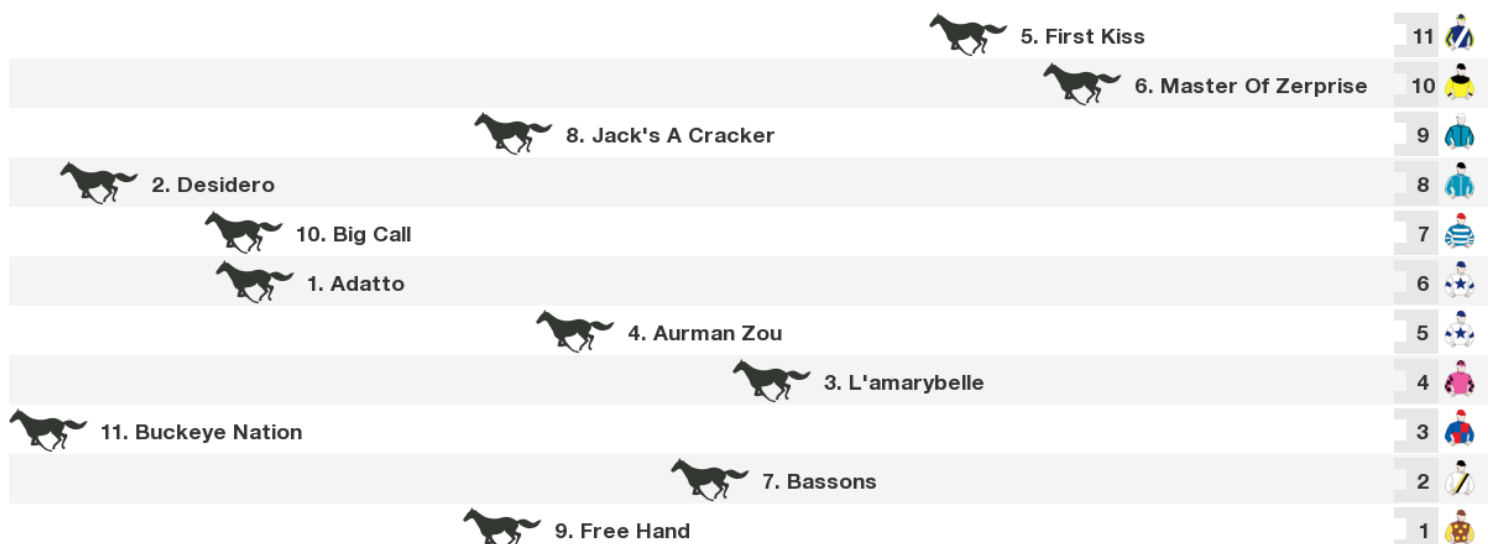 5. First Kiss 11
6. Master Of Zerprise 10
8. Jack's A Cracker 9
2. Desidero 8
10. Big Call 7
1. Adatto 6
4. Aurman Zou 5
3. L'amarybelle 4
11. Buckeye Nation 3
7. Bassons 2
9. Free Hand 1